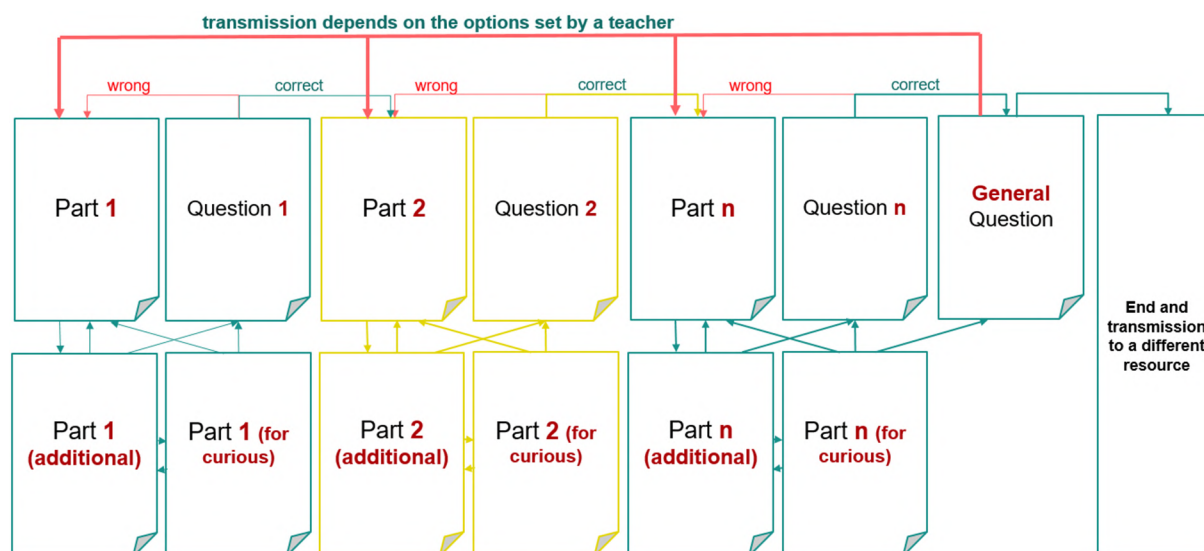 transmission depends on the options set by a teacher
wrong
correct
wrong
correct
wrong
correct
Part 1
Question 1
Part 2
Question 2
Part n
Question n
General
Question
End and
transmission
to a different
resource
Part 1
(additional)
Part 1 (for
curious)
Part 2
(additional)
Part 2 (for
curious)
Part n
(additional)
Part n (for
curious)